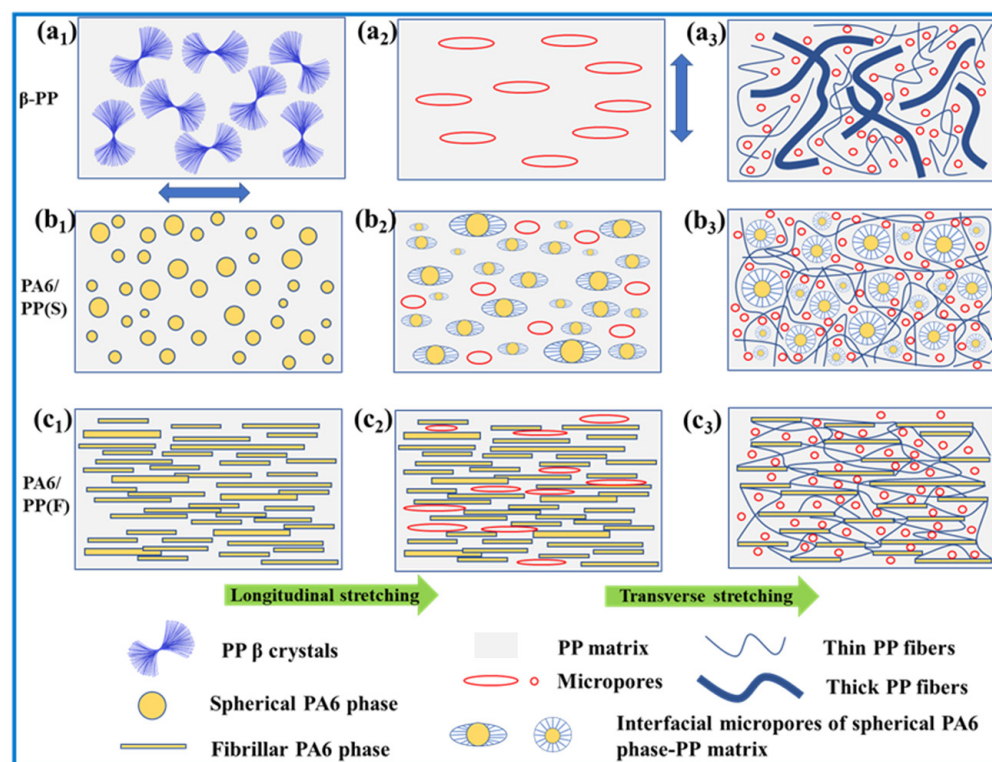 (a₁)
(a₂)
(a₃)
β-PP
(b₁)
(b₂)
(b₃)
PA6/
PP(S)
(c₁)
(c₂)
(c₃)
PA6/
PP(F)
Longitudinal stretching
Transverse stretching
PP β crystals
PP matrix
Thin PP fibers
Micropores
Thick PP fibers
Spherical PA6 phase
Interfacial micropores of spherical PA6
phase-PP matrix
Fibrillar PA6 phase